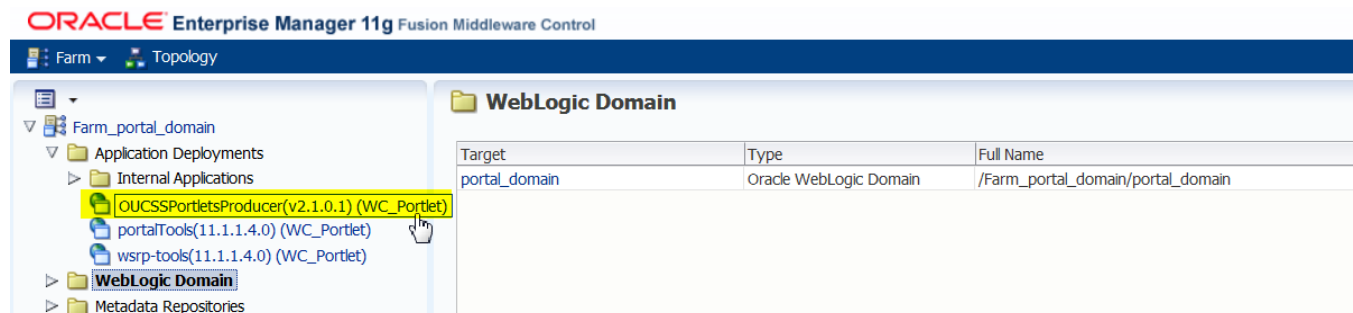 ORACLE Enterprise Manager 11g Fusion Middleware Control
Farm Topology
Farm_portal_domain
Application Deployments
Internal Applications
OUCSSPortletsProducer(v2.1.0.1) (WC_Portlet)
portalTools(11.1.1.4.0) (WC_Portlet)
wsrp-tools(11.1.1.4.0) (WC_Portlet)
WebLogic Domain
Metadata Repositories
WebLogic Domain
Target Type Full Name
portal_domain Oracle WebLogic Domain /Farm_portal_domain/portal_domain